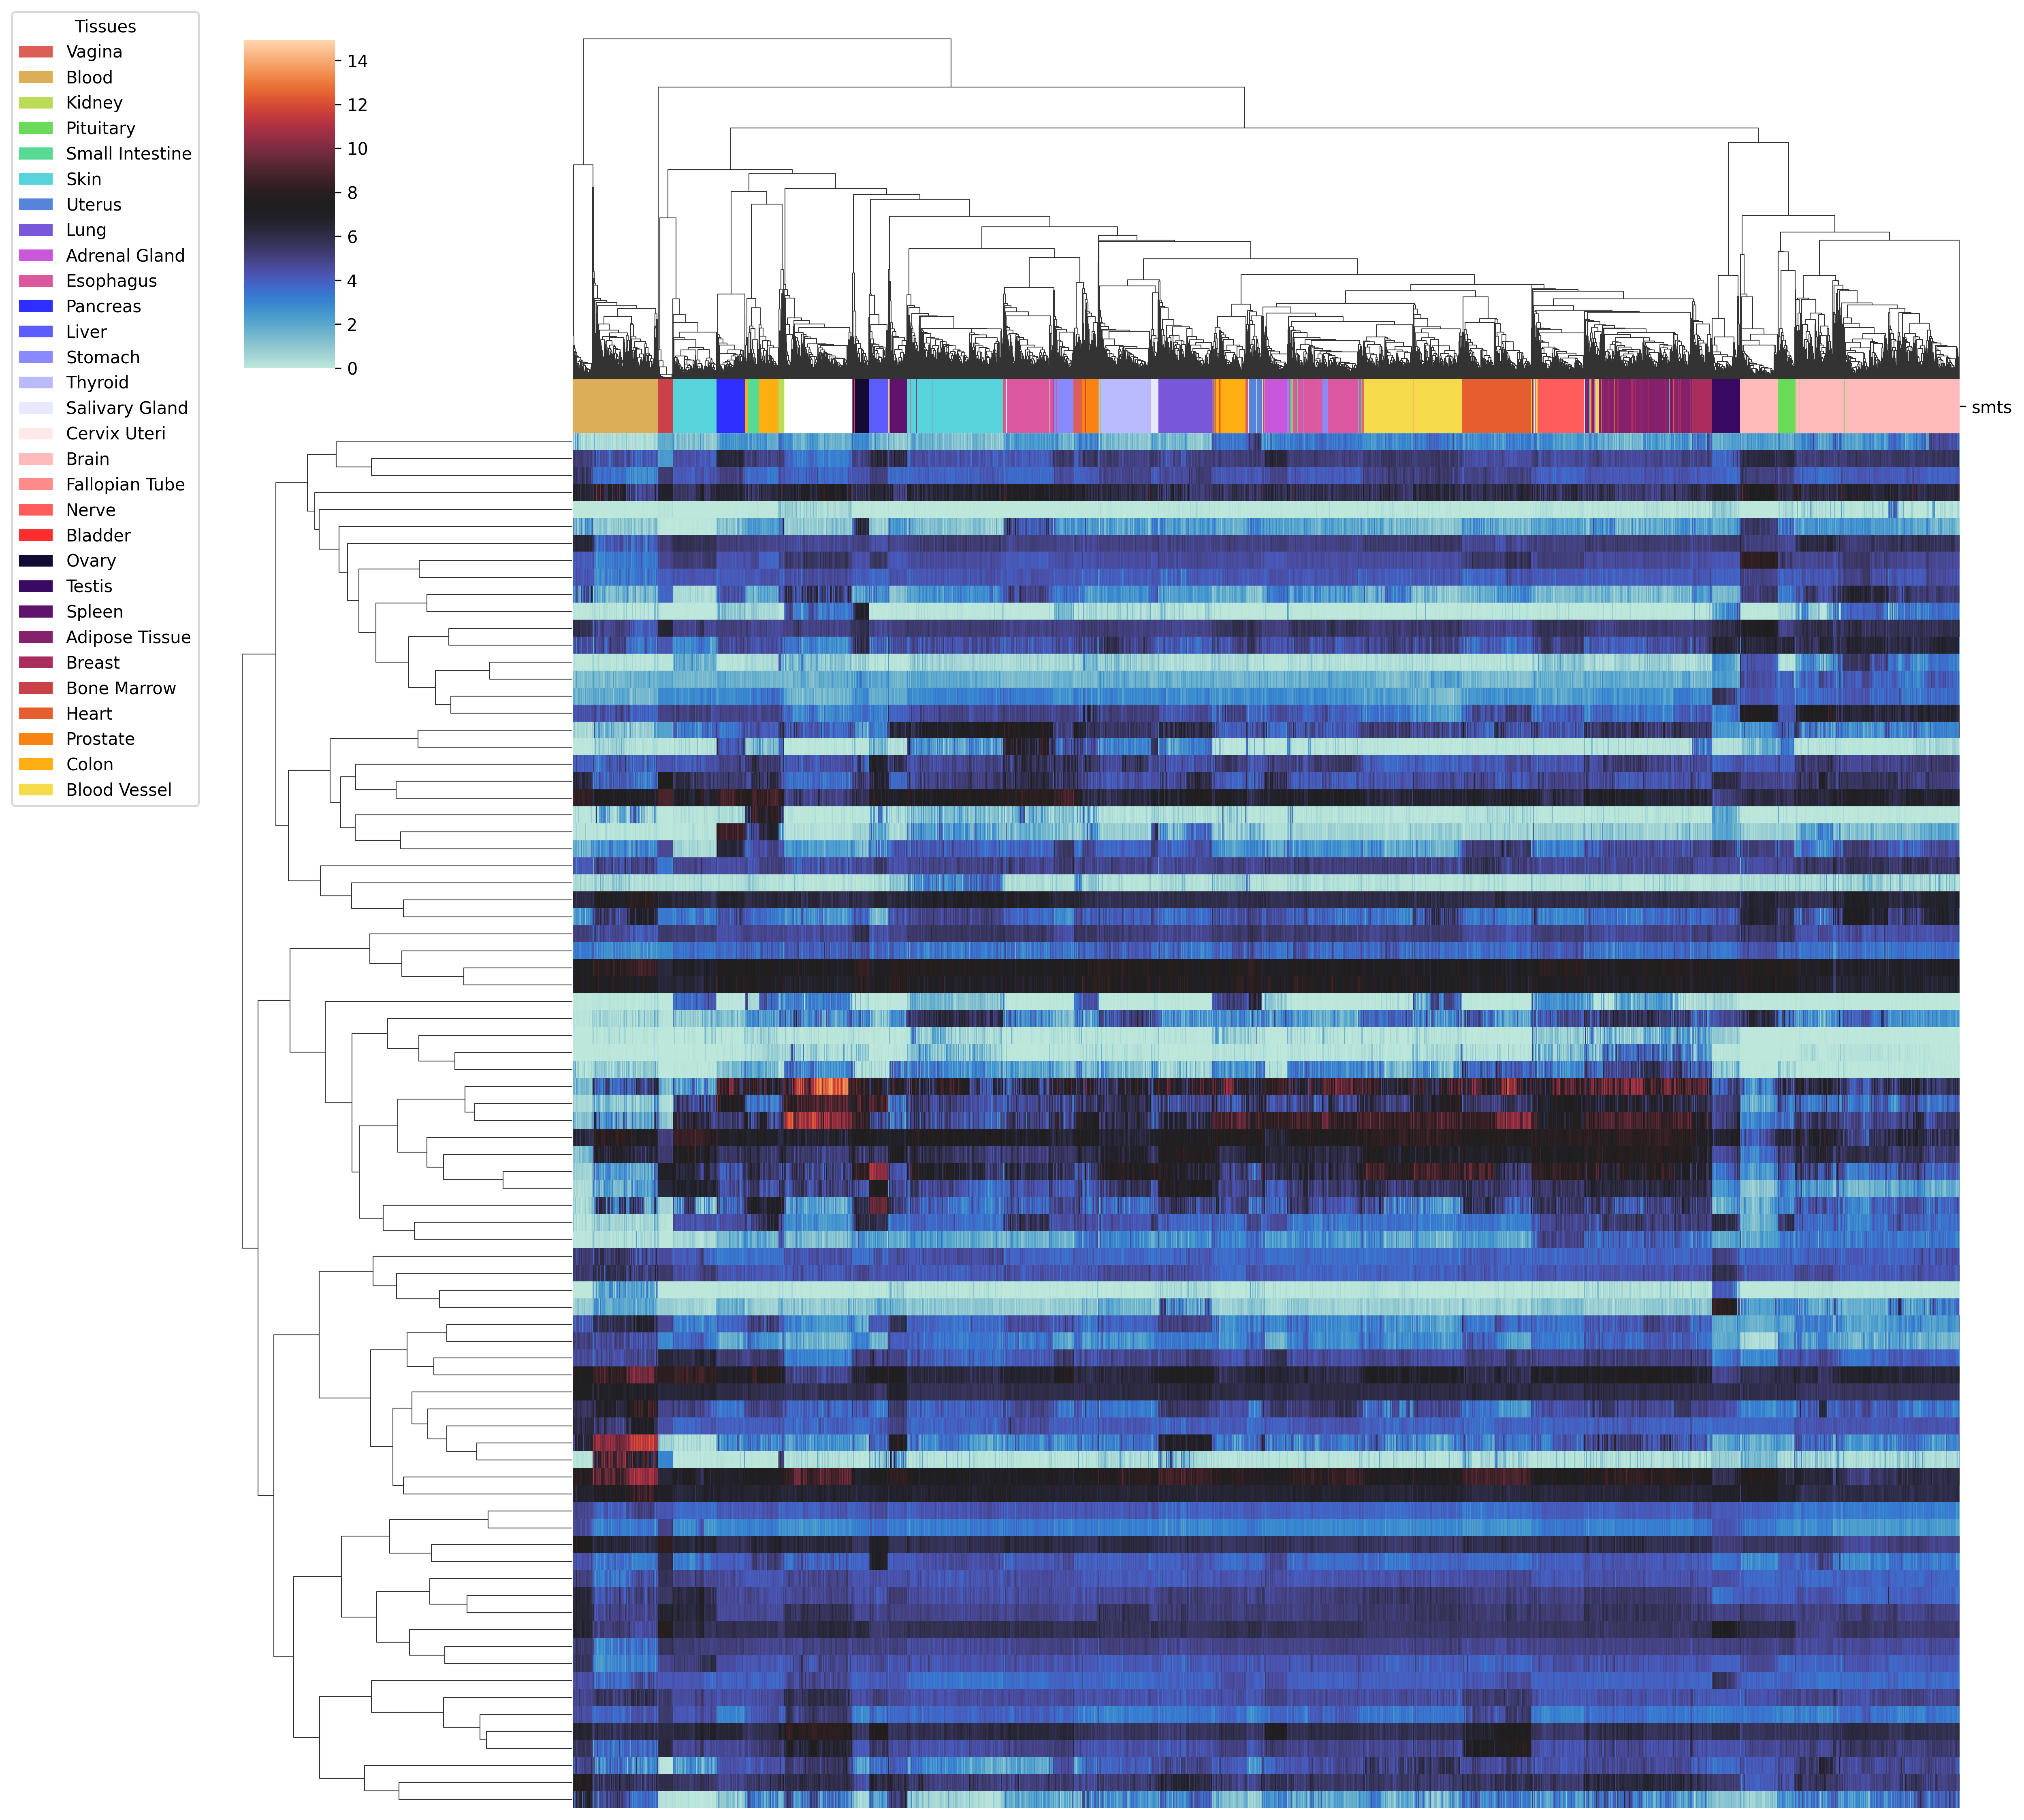 Tissues
Vagina
Blood
Kidney
Pituitary
Small Intestine
Skin
Uterus
Lung
Adrenal Gland
Esophagus
Pancreas
Liver
Stomach
Thyroid
Salivary Gland
Cervix Uteri
Brain
Fallopian Tube
Nerve
Bladder
Ovary
Testis
Spleen
Adipose Tissue
Breast
Bone Marrow
Heart
Prostate
Colon
Blood Vessel
14
12
10
8
6
4
2
0
smts